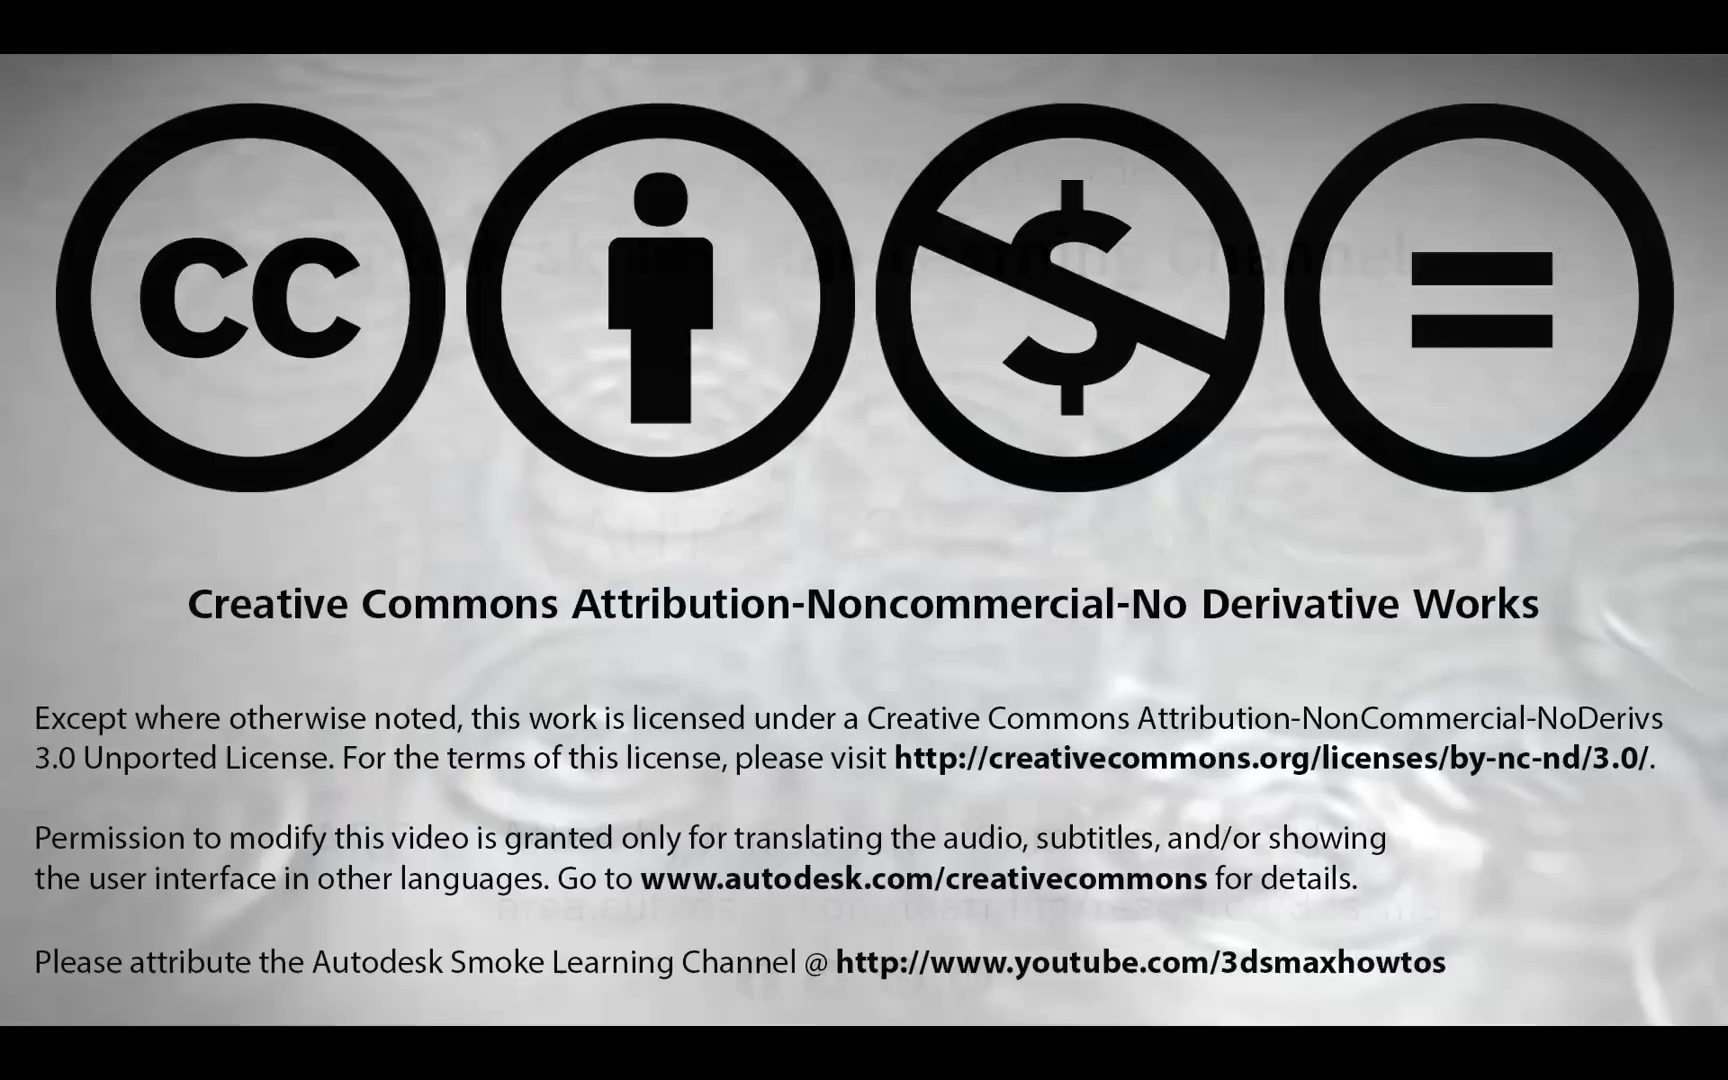 cc
$
=
Creative Commons Attribution-Noncommercial-No Derivative Works
Except where otherwise noted, this work is licensed under a Creative Commons Attribution-NonCommercial-NoDerivs
3.0 Unported License. For the terms of this license, please visit http://creativecommons.org/licenses/by-nc-nd/3.0/.
Permission to modify this video is granted only for translating the audio, subtitles, and/or showing
the user interface in other languages. Go to www.autodesk.com/creativecommons for details.
Please attribute the Autodesk Smoke Learning Channel @ http://www.youtube.com/3dsmaxhowtos